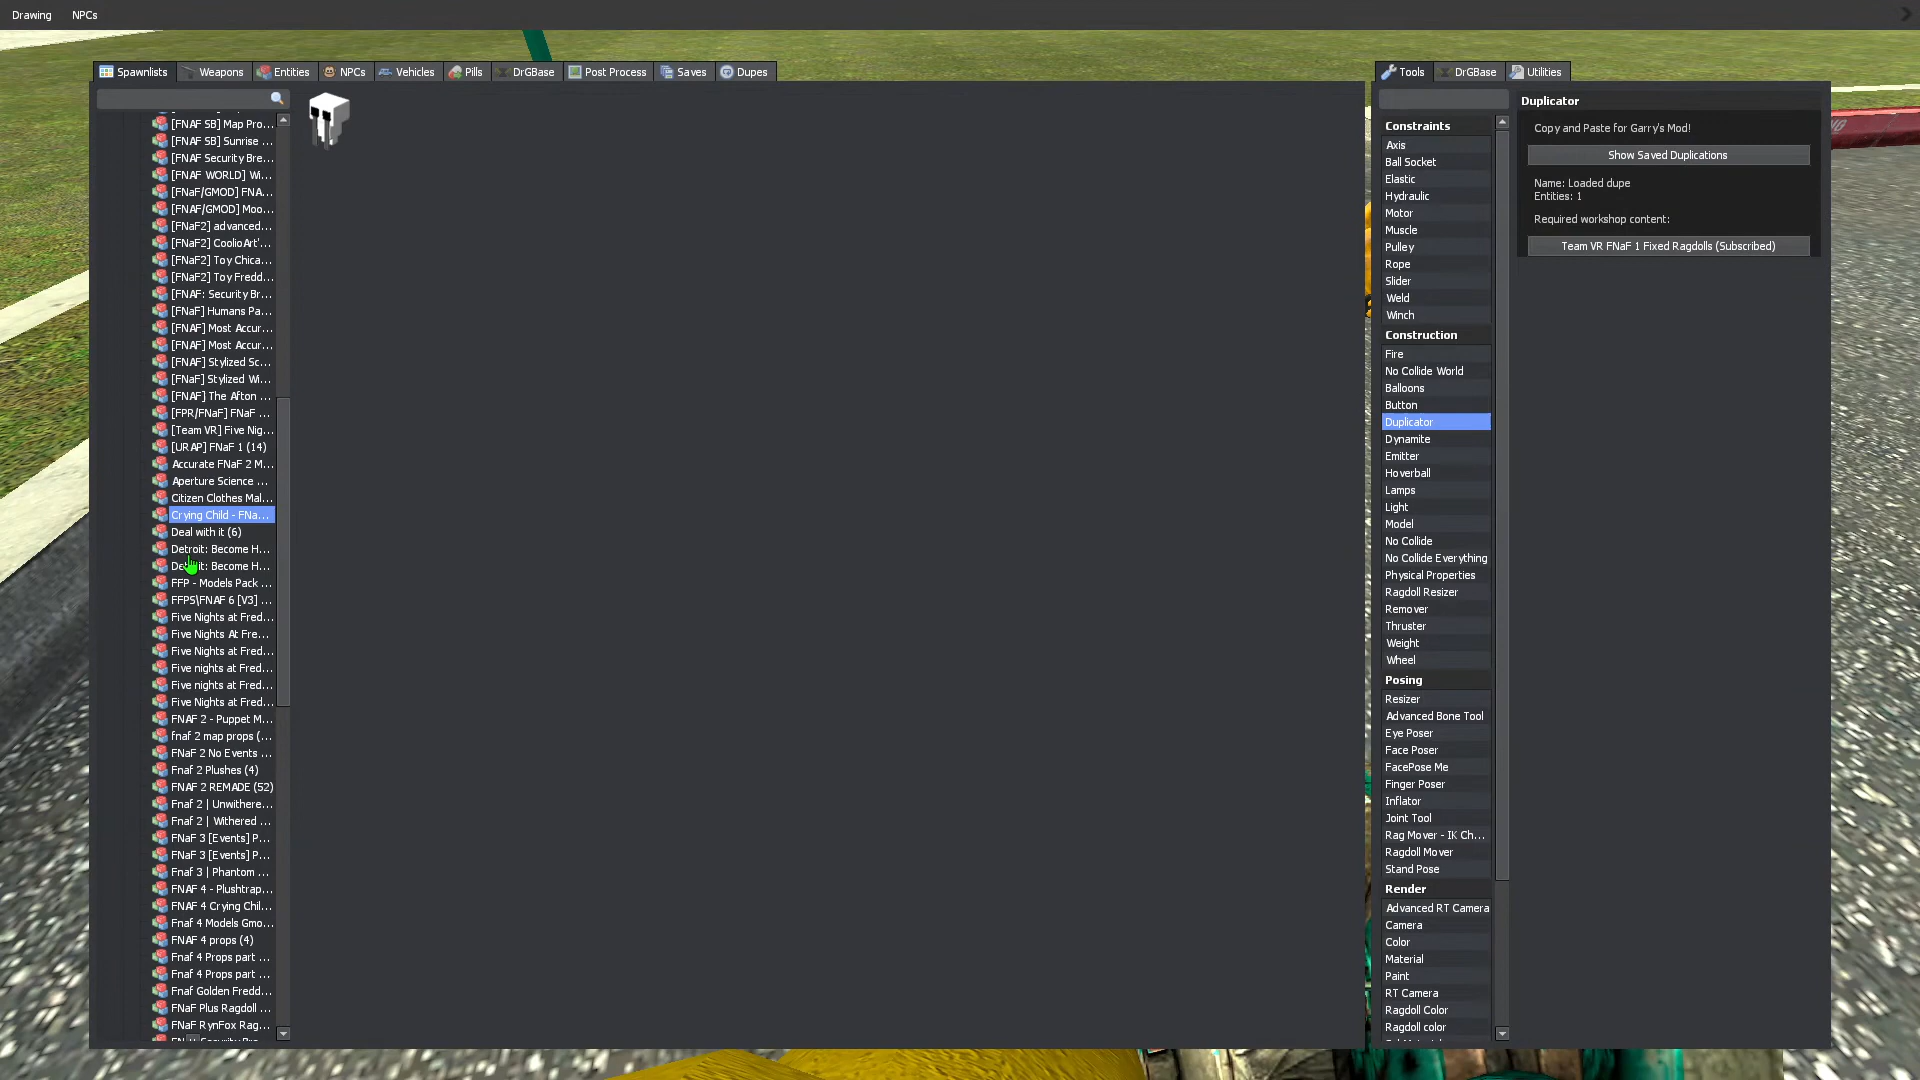 Drawing NPCs
Spawnlists Weapons Entities NPCs Vehicles Pills DrGBase Post Process Saves Dupes
[FNAF SB] Map Pro...
[FNAF SB] Sunrise ...
[FNAF Security Bre...
[FNAF WORLD] Wi...
[FNaF/GMOD] FNA...
[FNAF/GMOD] Moo...
[FNaF2] advanced...
[FNaF2] CoolioArt'...
[FNaF2] Toy Chica...
[FNaF2] Toy Fredd...
[FNAF: Security Br...
[FNaF] Humans Pa...
[FNAF] Most Accur...
[FNAF] Most Accur...
[FNAF] Stylized Sc...
[FNaF] Stylized Wi...
[FNAF] The Afton ...
[FPR/FNaF] FNaF ...
[Team VR] Five Nig...
[URAP] FNaF 1 (14)
Accurate FNaF 2 M...
Aperture Science ...
Citizen Clothes Mal...
Crying Child - FNa...
Deal with it (6)
Detroit: Become H...
Detroit: Become H...
FFP - Models Pack ...
FFPS\FNAF 6 [V3] ...
Five Nights at Fred...
Five Nights At Fre...
Five Nights at Fred...
Five nights at Fred...
Five nights at Fred...
Five Nights at Fred...
FNAF 2 - Puppet M...
fnaf 2 map props (...
FNaF 2 No Events ...
Fnaf 2 Plushes (4)
FNAF 2 REMADE (52)
Fnaf 2 | Unwithere...
Fnaf 2 | Withered ...
FNaF 3 [Events] P...
FNaF 3 [Events] P...
Fnaf 3 | Phantom ...
FNAF 4 - Plushtrap...
FNAF 4 Crying Chil...
Fnaf 4 Models Gmo...
FNAF 4 props (4)
Fnaf 4 Props part ...
Fnaf 4 Props part ...
Fnaf Golden Fredd...
FNaF Plus Ragdoll ...
FNaF RynFox Rag...
Tools DrGBase Utilities
Constraints
Axis
Ball Socket
Elastic
Hydraulic
Motor
Muscle
Pulley
Rope
Slider
Weld
Winch
Construction
Fire
No Collide World
Balloons
Button
Duplicator
Dynamite
Emitter
Hoverball
Lamps
Light
Model
No Collide
No Collide Everything
Physical Properties
Ragdoll Resizer
Remover
Thruster
Weight
Wheel
Posing
Resizer
Advanced Bone Tool
Eye Poser
Face Poser
FacePose Me
Finger Poser
Inflator
Joint Tool
Rag Mover - IK Ch...
Ragdoll Mover
Stand Pose
Render
Advanced RT Camera
Camera
Color
Material
Paint
RT Camera
Ragdoll Color
Ragdoll color
Duplicator
Copy and Paste for Garry's Mod!
Show Saved Duplications
Name: Loaded dupe
Entities: 1
Required workshop content:
Team VR FNaF 1 Fixed Ragdolls (Subscribed)